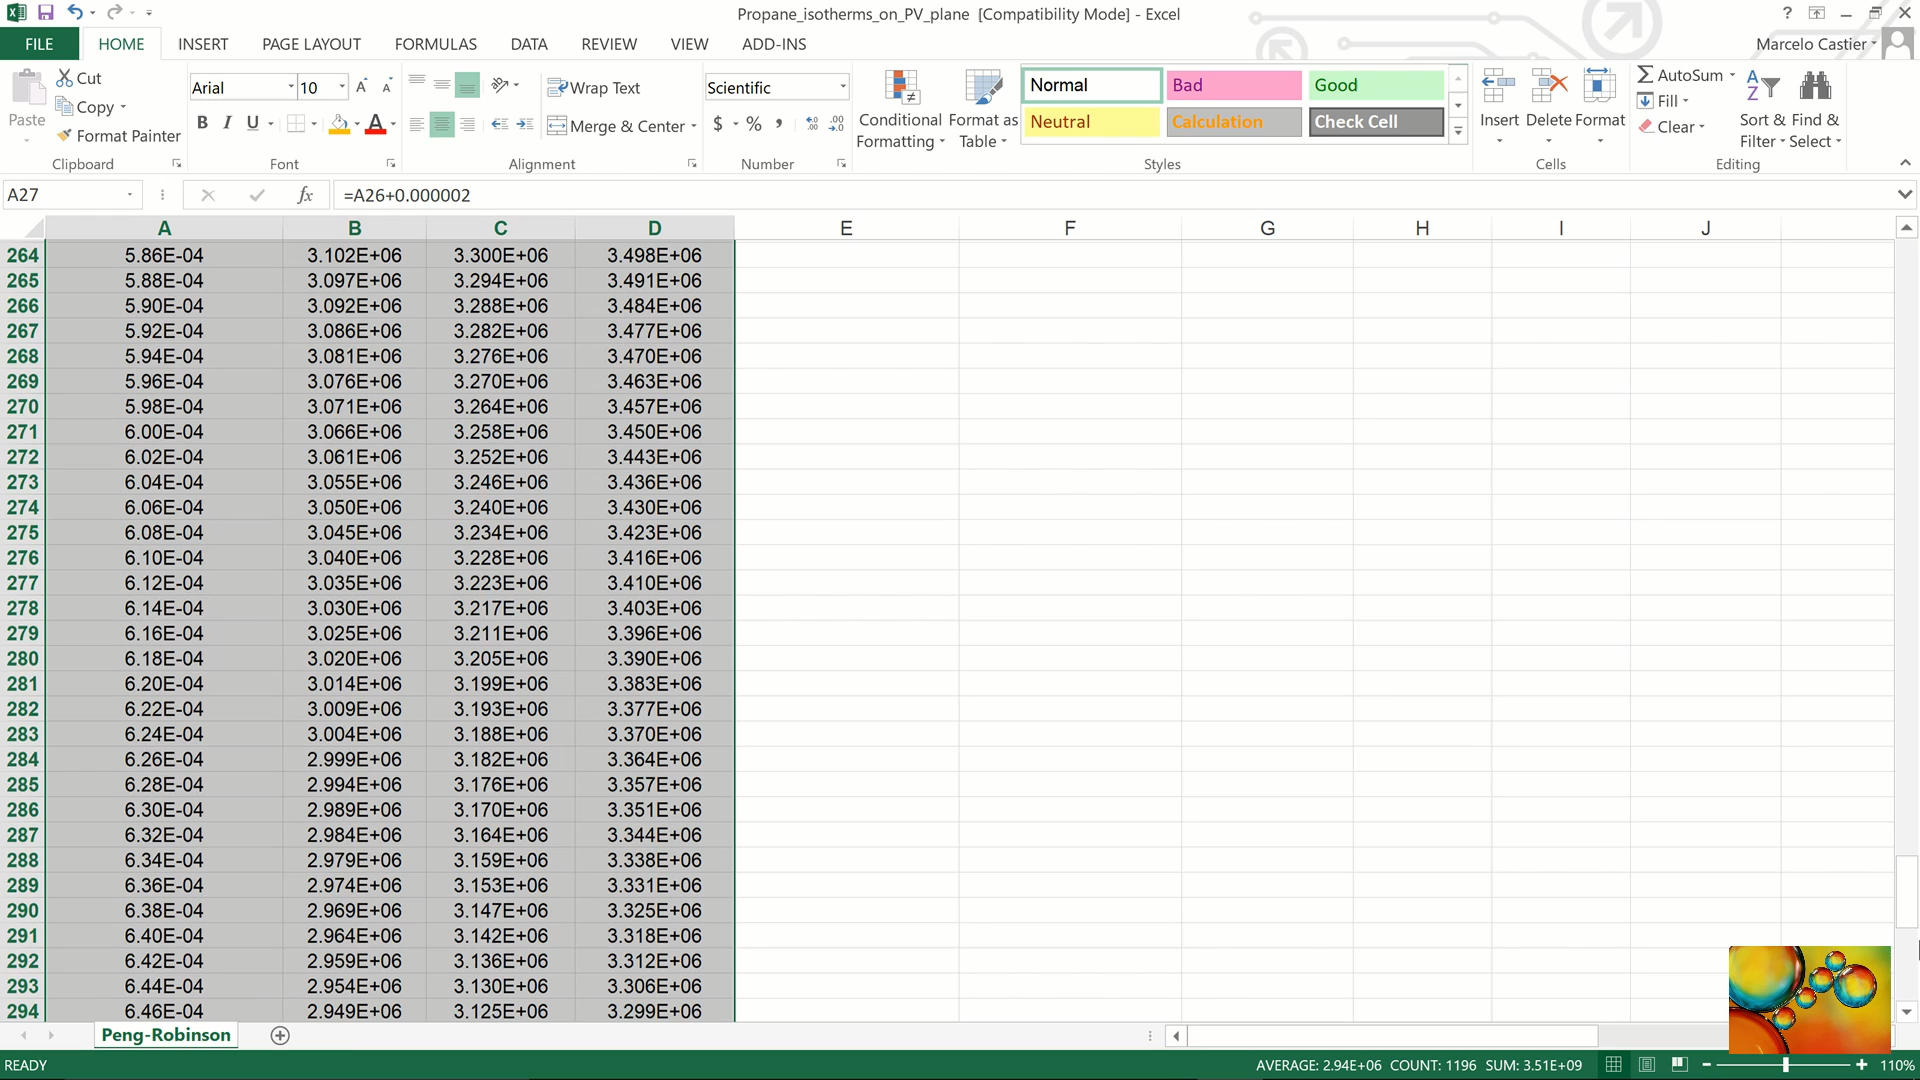 Propane_isotherms_on_PV_plane [Compatibility Mode] - Excel
FILE HOME INSERT PAGE LAYOUT FORMULAS DATA REVIEW VIEW ADD-INS
Marcelo Castier
Paste
Cut
Copy
Format Painter
Clipboard
Arial 10
B I U
Font
Wrap Text
Merge & Center
Alignment
Scientific
$ % ,
Number
Conditional Formatting
Format as Table
Normal Bad Good
Neutral Calculation Check Cell
Styles
Insert Delete Format
Cells
AutoSum
Fill
Clear
Sort & Filter
Find & Select
Editing
A27 fx =A26+0.000002
A B C D E F G H I J
264 5.86E-04 3.102E+06 3.300E+06 3.498E+06
265 5.88E-04 3.097E+06 3.294E+06 3.491E+06
266 5.90E-04 3.092E+06 3.288E+06 3.484E+06
267 5.92E-04 3.086E+06 3.282E+06 3.477E+06
268 5.94E-04 3.081E+06 3.276E+06 3.470E+06
269 5.96E-04 3.076E+06 3.270E+06 3.463E+06
270 5.98E-04 3.071E+06 3.264E+06 3.457E+06
271 6.00E-04 3.066E+06 3.258E+06 3.450E+06
272 6.02E-04 3.061E+06 3.252E+06 3.443E+06
273 6.04E-04 3.055E+06 3.246E+06 3.436E+06
274 6.06E-04 3.050E+06 3.240E+06 3.430E+06
275 6.08E-04 3.045E+06 3.234E+06 3.423E+06
276 6.10E-04 3.040E+06 3.228E+06 3.416E+06
277 6.12E-04 3.035E+06 3.223E+06 3.410E+06
278 6.14E-04 3.030E+06 3.217E+06 3.403E+06
279 6.16E-04 3.025E+06 3.211E+06 3.396E+06
280 6.18E-04 3.020E+06 3.205E+06 3.390E+06
281 6.20E-04 3.014E+06 3.199E+06 3.383E+06
282 6.22E-04 3.009E+06 3.193E+06 3.377E+06
283 6.24E-04 3.004E+06 3.188E+06 3.370E+06
284 6.26E-04 2.999E+06 3.182E+06 3.364E+06
285 6.28E-04 2.994E+06 3.176E+06 3.357E+06
286 6.30E-04 2.989E+06 3.170E+06 3.351E+06
287 6.32E-04 2.984E+06 3.164E+06 3.344E+06
288 6.34E-04 2.979E+06 3.159E+06 3.338E+06
289 6.36E-04 2.974E+06 3.153E+06 3.331E+06
290 6.38E-04 2.969E+06 3.147E+06 3.325E+06
291 6.40E-04 2.964E+06 3.142E+06 3.318E+06
292 6.42E-04 2.959E+06 3.136E+06 3.312E+06
293 6.44E-04 2.954E+06 3.130E+06 3.306E+06
294 6.46E-04 2.949E+06 3.125E+06 3.299E+06
Peng-Robinson
READY AVERAGE: 2.94E+06 COUNT: 1196 SUM: 3.51E+09 110%